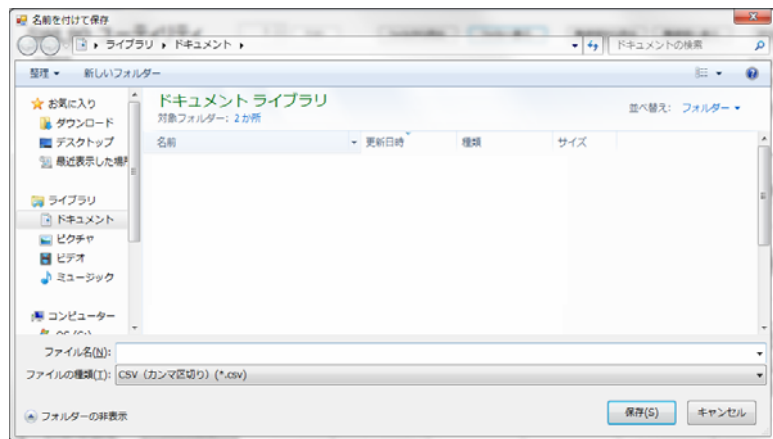 名前を付けて保存
ライブラリ ▸ ドキュメント ▸
ドキュメントの検索
整理 ▾ 新しいフォルダー
お気に入り
ダウンロード
デスクトップ
最近表示した場所
ライブラリ
ドキュメント
ピクチャ
ビデオ
ミュージック
コンピューター
ドキュメント ライブラリ
対象フォルダー: 2 か所
並べ替え: フォルダー ▾
名前 更新日時 種類 サイズ
ファイル名(N):
ファイルの種類(T): CSV (カンマ区切り) (*.csv)
フォルダーの非表示
保存(S) キャンセル